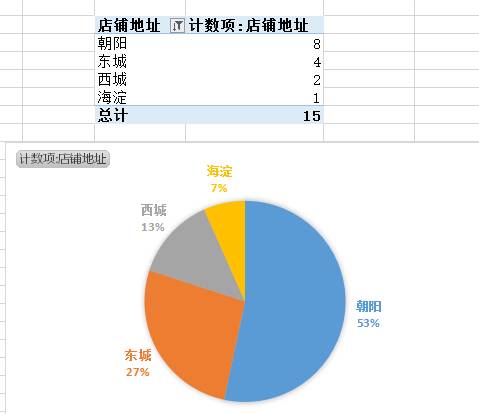 店铺地址 计数项:店铺地址
朝阳 8
东城 4
西城 2
海淀 1
总计 15
计数项:店铺地址
海淀
7%
西城
13%
朝阳
53%
东城
27%